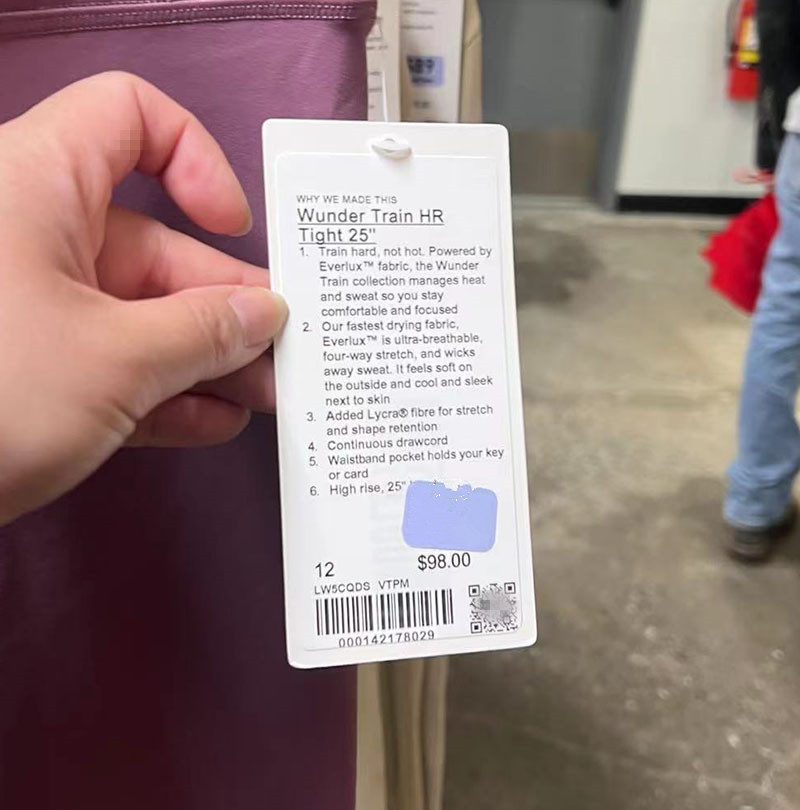 WHY WE MADE THIS
Wunder Train HR
Tight 25"
1. Train hard, not hot. Powered by
Everlux™ fabric, the Wunder
Train collection manages heat
and sweat so you stay
comfortable and focused
2. Our fastest drying fabric,
Everlux™ is ultra-breathable,
four-way stretch, and wicks
away sweat. It feels soft on
the outside and cool and sleek
next to skin
3. Added Lycra® fibre for stretch
and shape retention
4. Continuous drawcord
5. Waistband pocket holds your key
or card
6. High rise, 25"
12 $98.00
LW5CQDS VTPM
000142178029